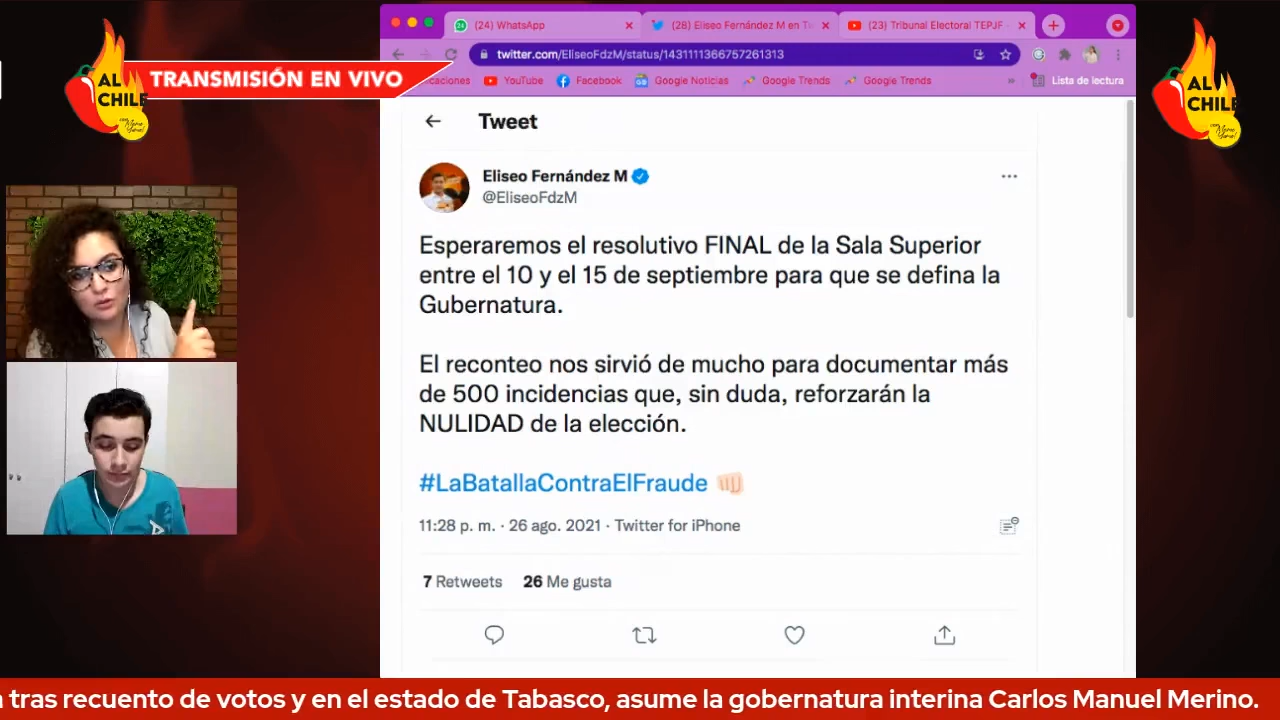 (24) WhatsApp
(28) Eliseo Fernández M en Tw
(23) Tribunal Electoral TEPJF -
twitter.com/EliseoFdzM/status/1431111366757261313
YouTube
Facebook
Google Noticias
Google Trends
Google Trends
»
Lista de lectura
AL
CHILE
TRANSMISIÓN EN VIVO
AL
CHILE
Tweet
Eliseo Fernández M
@EliseoFdzM
Esperaremos el resolutivo FINAL de la Sala Superior
entre el 10 y el 15 de septiembre para que se defina la
Gubernatura.
El reconteo nos sirvió de mucho para documentar más
de 500 incidencias que, sin duda, reforzarán la
NULIDAD de la elección.
#LaBatallaContraElFraude 👊🏻
11:28 p. m. · 26 ago. 2021 · Twitter for iPhone
7 Retweets 26 Me gusta
tras recuento de votos y en el estado de Tabasco, asume la gobernatura interina Carlos Manuel Merino.